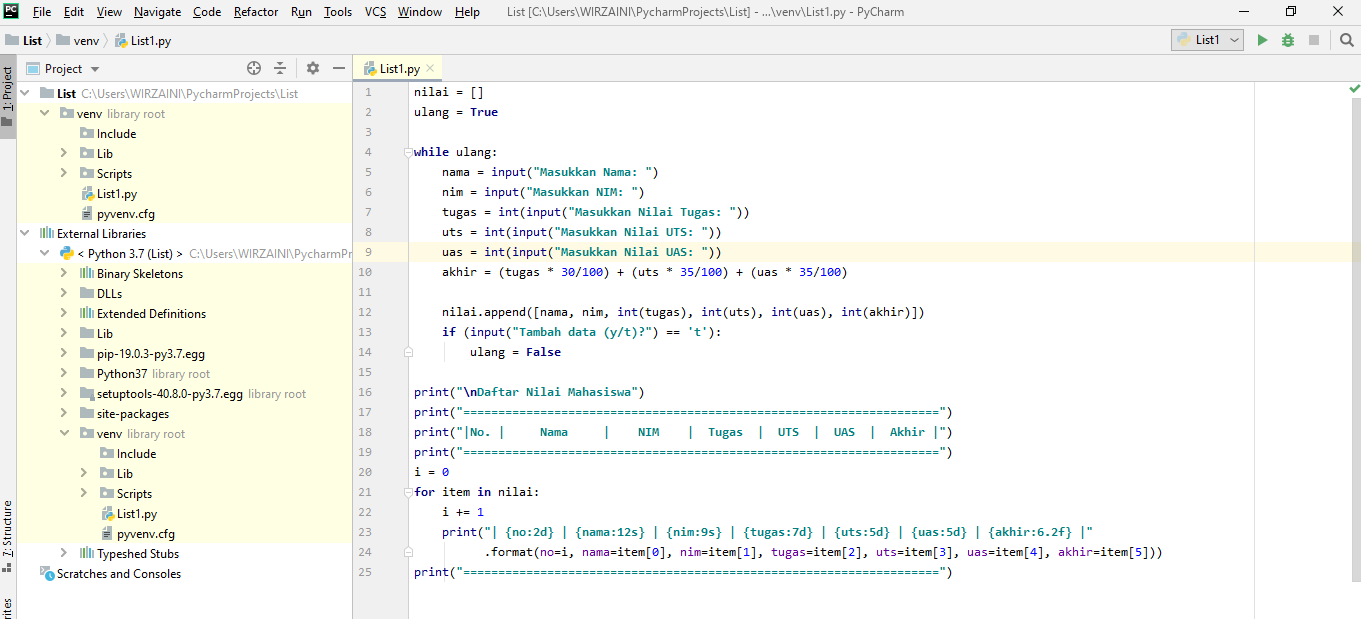 PC File Edit View Navigate Code Refactor Run Tools VCS Window Help List [C:\Users\WIRZAINI\PycharmProjects\List] - ...\venv\List1.py - PyCharm
List venv List1.py List1
1: Project
Project
List1.py
List C:\Users\WIRZAINI\PycharmProjects\List
venv library root
Include
Lib
Scripts
List1.py
pyvenv.cfg
External Libraries
< Python 3.7 (List) > C:\Users\WIRZAINI\PycharmPr
Binary Skeletons
DLLs
Extended Definitions
Lib
pip-19.0.3-py3.7.egg
Python37 library root
setuptools-40.8.0-py3.7.egg library root
site-packages
venv library root
Include
Lib
Scripts
List1.py
pyvenv.cfg
Typeshed Stubs
Scratches and Consoles
7: Structure
rites
1 nilai = []
2 ulang = True
3
4 while ulang:
5     nama = input("Masukkan Nama: ")
6     nim = input("Masukkan NIM: ")
7     tugas = int(input("Masukkan Nilai Tugas: "))
8     uts = int(input("Masukkan Nilai UTS: "))
9     uas = int(input("Masukkan Nilai UAS: "))
10     akhir = (tugas * 30/100) + (uts * 35/100) + (uas * 35/100)
11
12     nilai.append([nama, nim, int(tugas), int(uts), int(uas), int(akhir)])
13     if (input("Tambah data (y/t)?") == 't'):
14         ulang = False
15
16 print("\nDaftar Nilai Mahasiswa")
17 print("====================================================================")
18 print("|No. |     Nama     |    NIM    |  Tugas  |  UTS  |  UAS  |  Akhir |")
19 print("====================================================================")
20 i = 0
21 for item in nilai:
22     i += 1
23     print("| {no:2d} | {nama:12s} | {nim:9s} | {tugas:7d} | {uts:5d} | {uas:5d} | {akhir:6.2f} |"
24           .format(no=i, nama=item[0], nim=item[1], tugas=item[2], uts=item[3], uas=item[4], akhir=item[5]))
25 print("====================================================================")